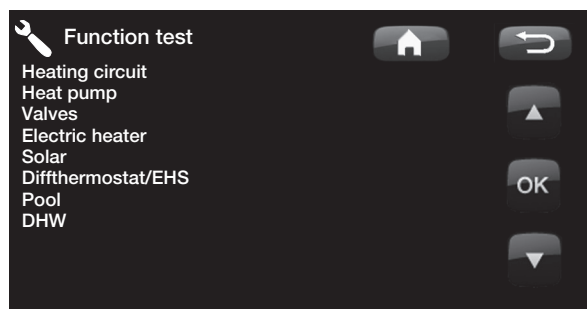 Function test
Heating circuit
Heat pump
Valves
Electric heater
Solar
Diffthermostat/EHS
Pool
DHW
OK